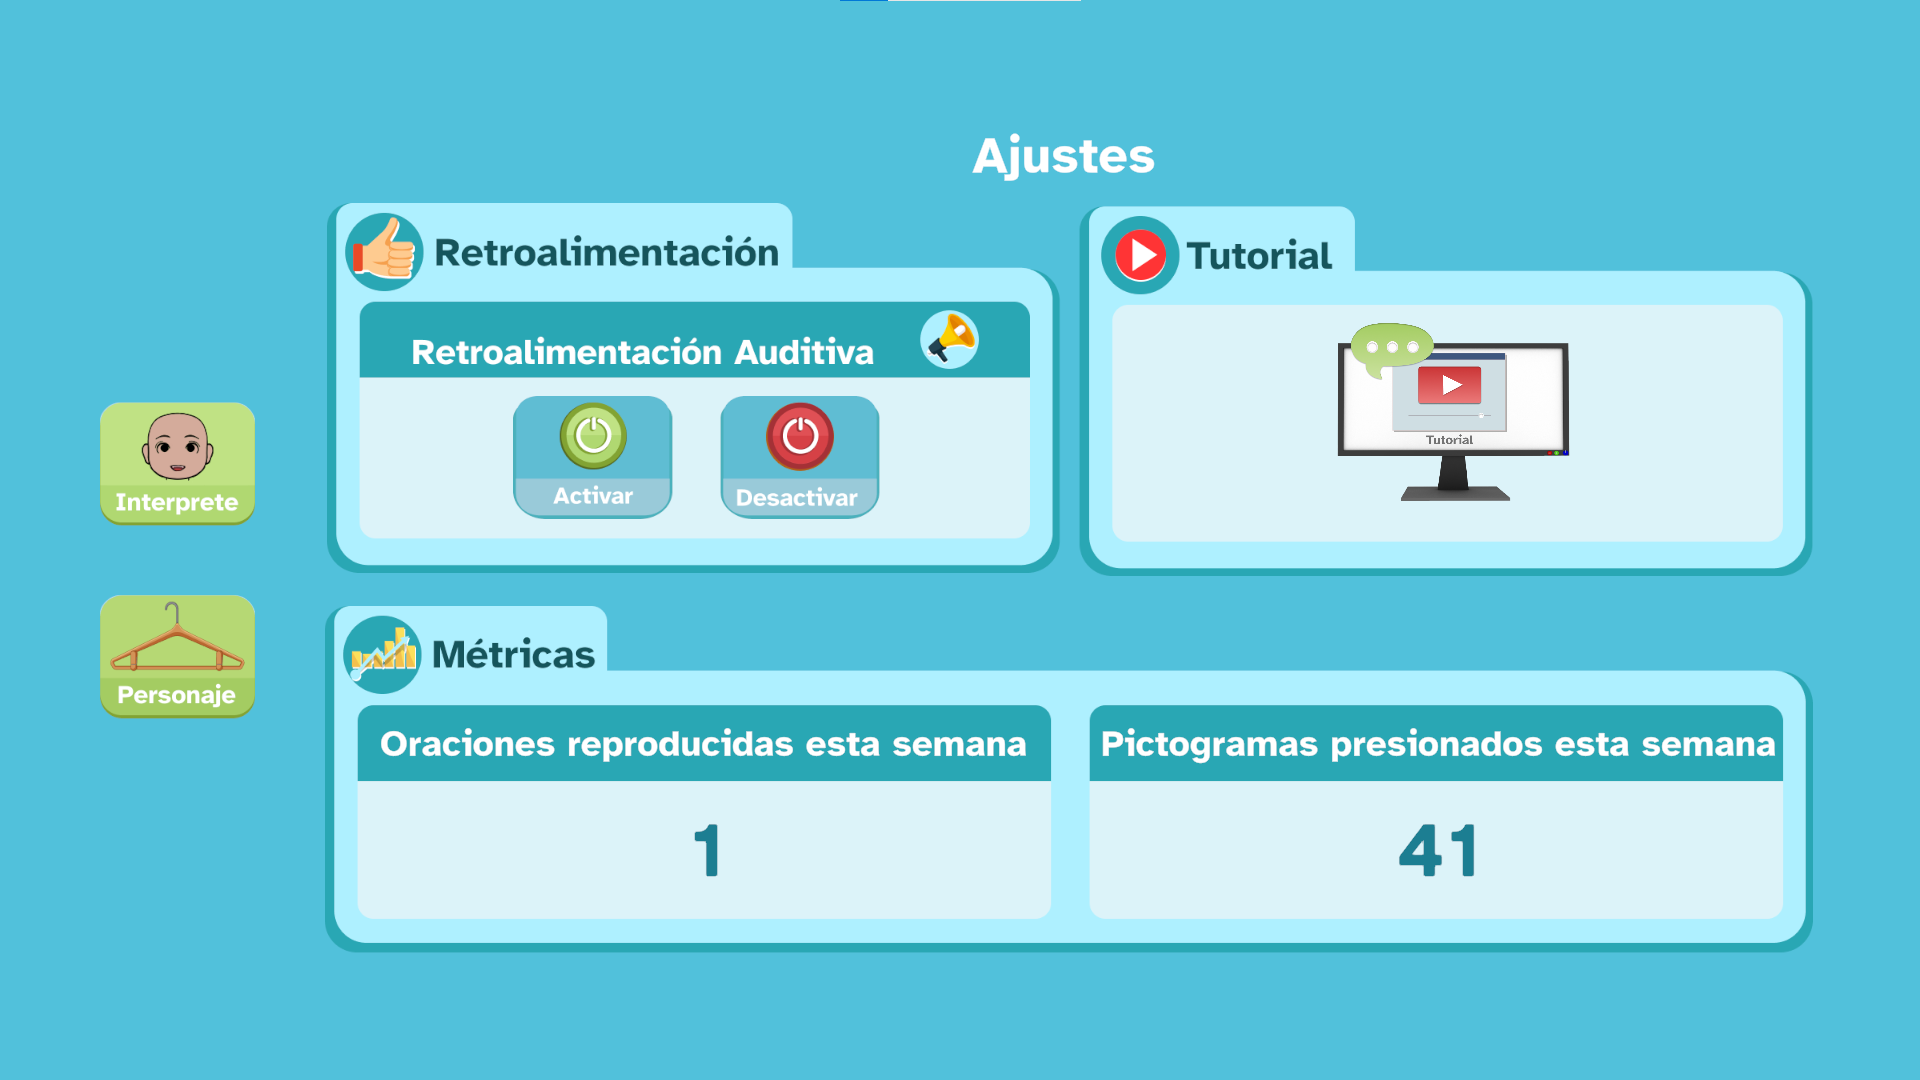 Ajustes
Retroalimentación
Retroalimentación Auditiva
Activar
Desactivar
Tutorial
Tutorial
Interprete
Personaje
Métricas
Oraciones reproducidas esta semana
1
Pictogramas presionados esta semana
41